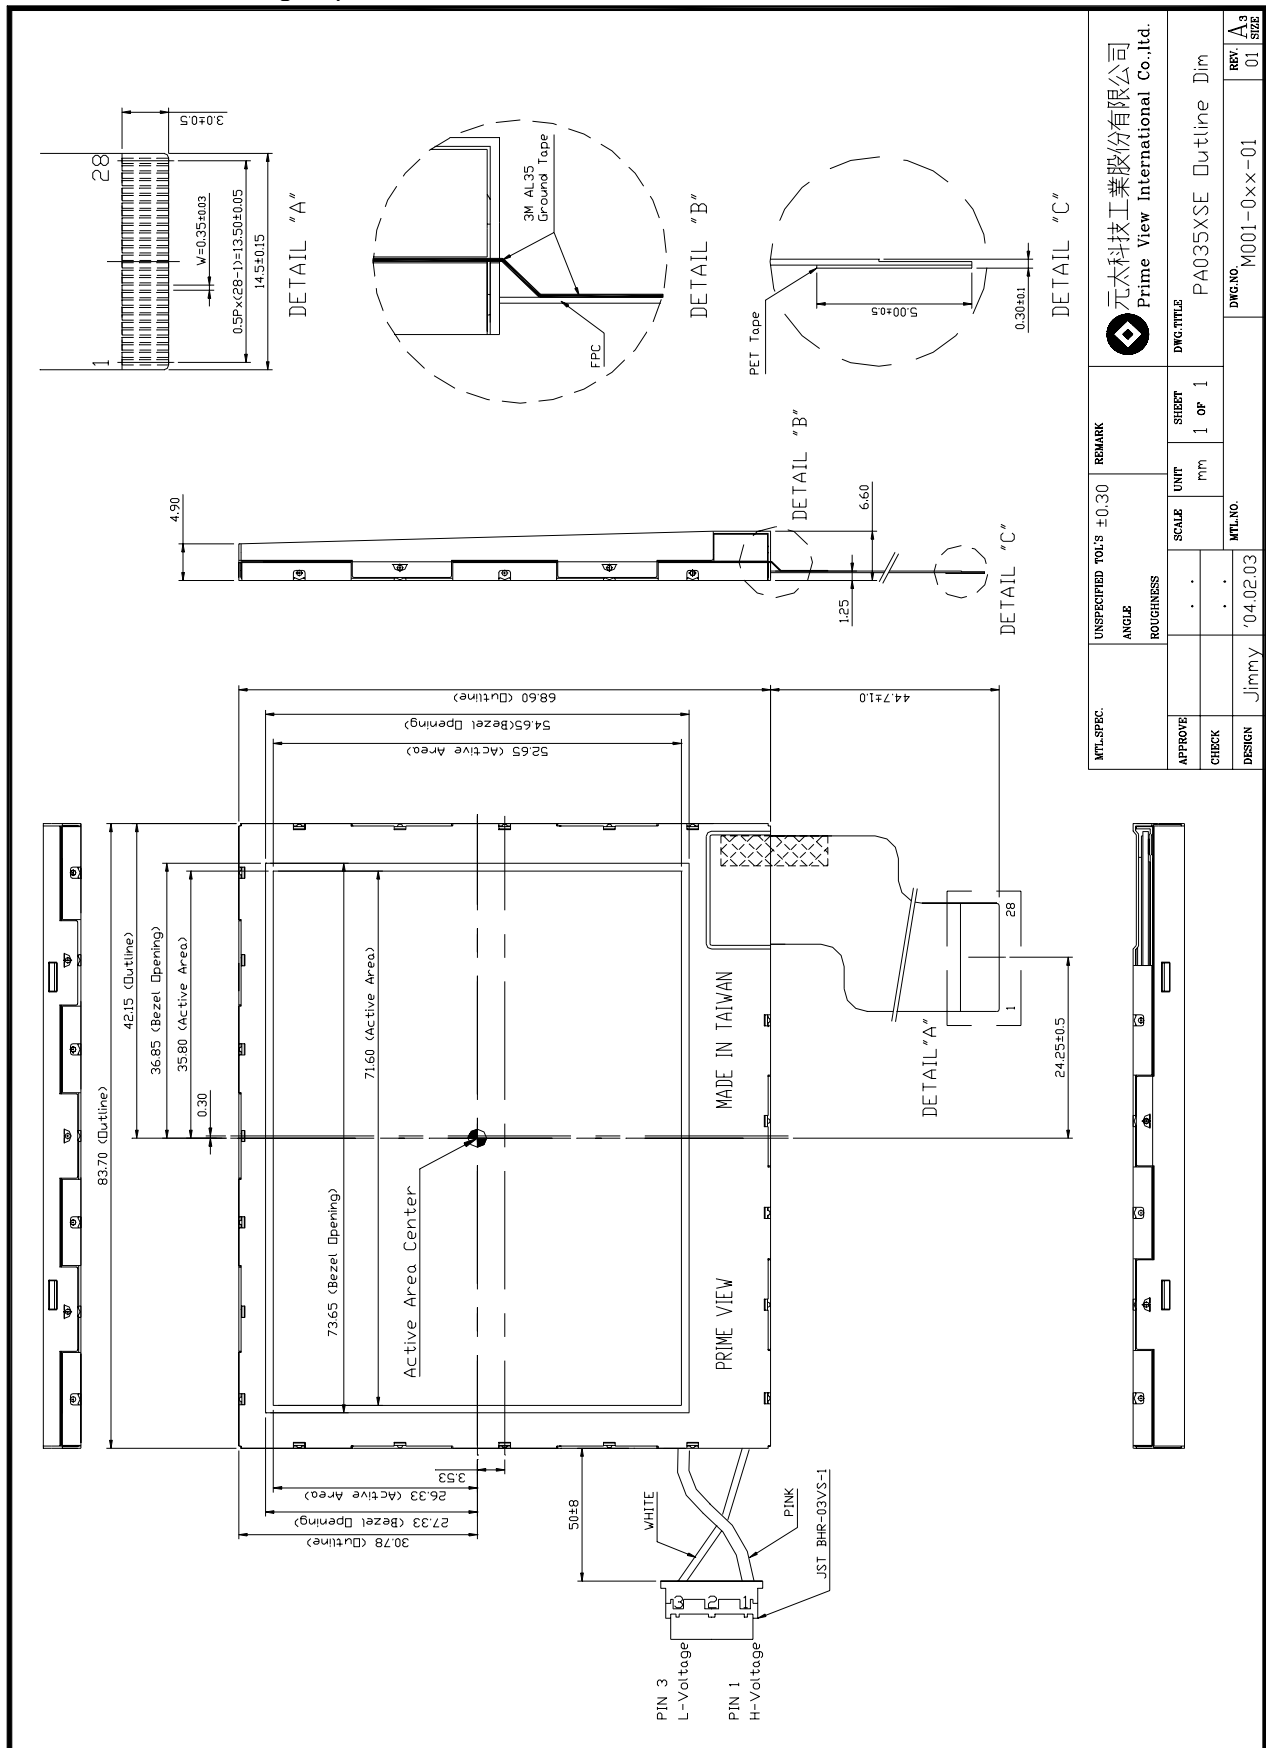 3.0±0.5
1
28
W=0.35±0.03
0.5Px(28-1)=13.50±0.05
14.5±0.15
DETAIL "A"
3M AL35
Ground Tape
FPC
DETAIL "B"
PET Tape
5.00±0.5
0.30±0.1
DETAIL "C"
4.90
DETAIL "B"
6.60
1.25
DETAIL "C"
68.60 (Outline)
54.65(Bezel Opening)
52.65 (Active Area)
44.7±1.0
83.70 (Outline)
42.15 (Outline)
36.85 (Bezel Opening)
35.80 (Active Area)
0.30
73.65 (Bezel Opening)
71.60 (Active Area)
Active Area Center
PRIME VIEW
MADE IN TAIWAN
DETAIL"A"
1
28
24.25±0.5
3.53
26.33 (Active Area)
27.33 (Bezel Opening)
30.78 (Outline)
50±8
WHITE
PINK
JST BHR-03VS-1
3 2 1
PIN 3
L-Voltage
PIN 1
H-Voltage
MTL.SPEC.
UNSPECIFIED TOL'S ±0.30
ANGLE
ROUGHNESS
REMARK
元太科技工業股份有限公司
Prime View International Co.,ltd.
APPROVE
CHECK
DESIGN
Jimmy
'04.02.03
SCALE
UNIT
mm
SHEET
1 OF 1
DWG.TITLE
PA035XSE Outline Dim
MTL.NO.
DWG.NO.
M001-0xx-01
REV.
01
A3
SIZE